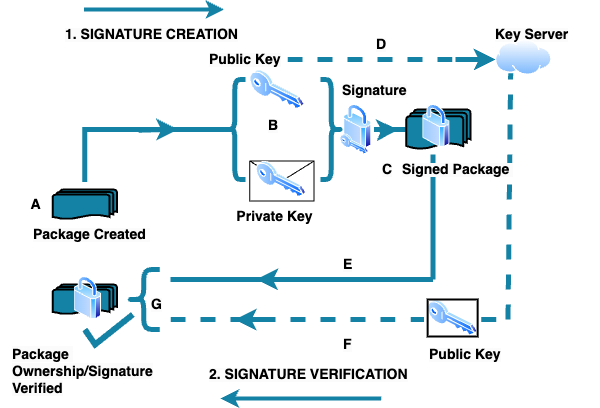 1. SIGNATURE CREATION
Key Server
Public Key
D
Signature
B
A
C Signed Package
Private Key
Package Created
E
G
F
Public Key
Package
Ownership/Signature
Verified
2. SIGNATURE VERIFICATION